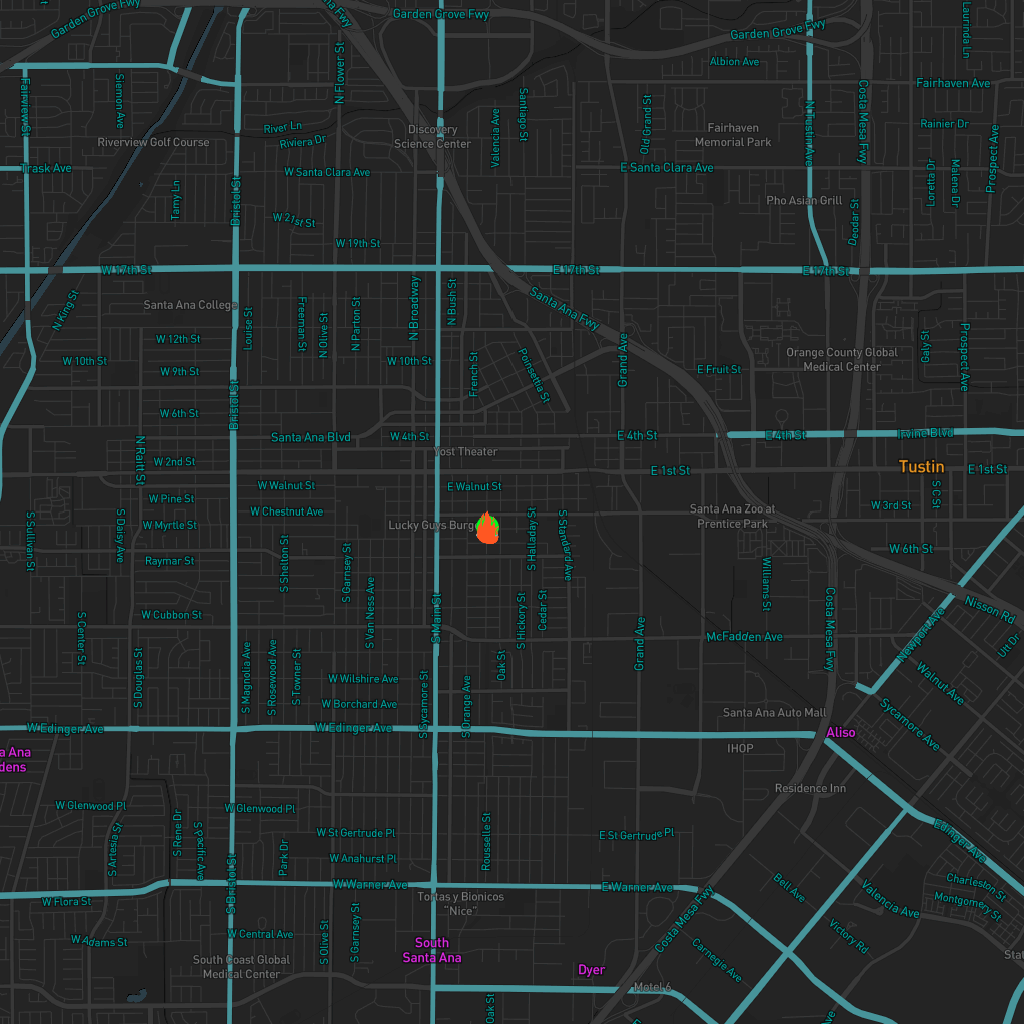 Garden Grove Fwy
na Fwy
Garden Grove Fwy
Garden Grove Fwy
Laurinda Ln
Albion Ave
N Flower St
Fairview St
Siemon Ave
Santiago St
Valencia Ave
Old Grand St
N Tustin Ave
Costa Mesa Fwy
Fairhaven Ave
River Ln
Riviera Dr
Riverview Golf Course
Discovery
Science Center
Fairhaven
Memorial Park
Rainier Dr
Prospect Ave
Trask Ave
W Santa Clara Ave
E Santa Clara Ave
Loretta Dr
Malena Dr
Tamy Ln
Bristol St
W 21st St
Pho Asian Grill
Deodar St
W 19th St
W 17th St
E 17th St
E 17th St
N King St
Santa Ana College
Louise St
Freeman St
N Olive St
N Parton St
N Broadway
N Bush St
Santa Ana Fwy
W 12th St
W 10th St
W 9th St
W 10th St
French St
Poinsettia St
Grand Ave
E Fruit St
Orange County Global
Medical Center
Galy St
Prospect Ave
Bristol St
W 6th St
Santa Ana Blvd
W 4th St
E 4th St
E 4th St
Irvine Blvd
N Raitt St
W 2nd St
Yost Theater
E 1st St
Tustin
E 1st St
W Walnut St
E Walnut St
W Pine St
W Chestnut Ave
S C St
W 3rd St
S Sullivan St
S Daisy Ave
W Myrtle St
Lucky Guys Burge
S Halladay St
S Standard Ave
Santa Ana Zoo at
Prentice Park
W 6th St
Raymar St
S Shelton St
S Garnsey St
S Van Ness Ave
Williams St
Costa Mesa Fwy
Nisson Rd
S Center St
W Cubbon St
S Main St
S Hickory St
Cedar St
Grand Ave
McFadden Ave
Newport Ave
Utt Dr
S Douglas St
S Magnolia Ave
S Rosewood Ave
S Towner St
W Wilshire Ave
W Borchard Ave
S Sycamore St
S Orange Ave
Oak St
Walnut Ave
Sycamore Ave
Santa Ana Auto Mall
W Edinger Ave
W Edinger Ave
Aliso
IHOP
a Ana
dens
Residence Inn
W Glenwood Pl
W Glenwood Pl
S Artesia St
S Rene Dr
S Pacific Ave
Park Dr
W St Gertrude Pl
W Anahurst Pl
Rousselle St
E St Gertrude Pl
Edinger Ave
S Bristol St
W Warner Ave
E Warner Ave
Bell Ave
Valencia Ave
Charleston St
Montgomery St
W Flora St
Tortas y Bionicos
"Nice"
Costa Mesa Fwy
Victory Rd
W Adams St
W Central Ave
S Olive St
S Garnsey St
South
Santa Ana
Carnegie Ave
Stat
South Coast Global
Medical Center
Dyer
Motel 6
Oak St